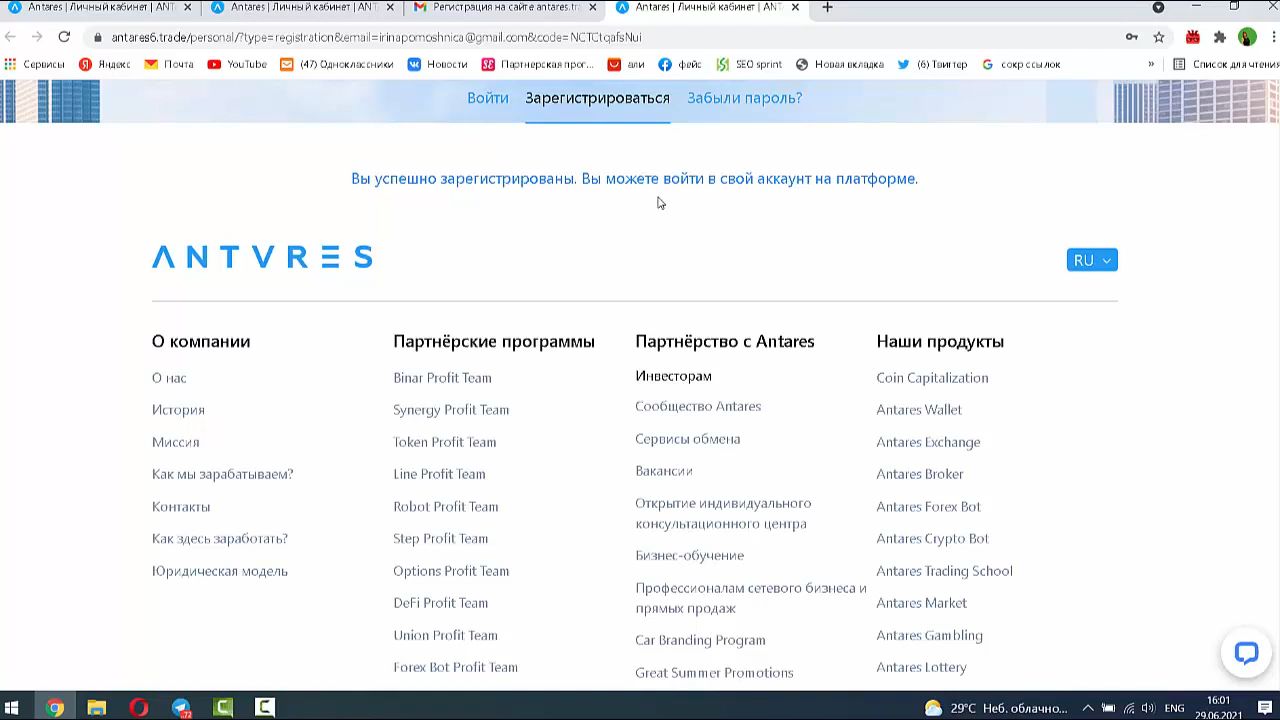 Antares | Личный кабинет | ANT
Antares | Личный кабинет | ANT
Регистрация на сайте antares.tr
Antares | Личный кабинет | ANT
antares6.trade/personal/?type=registration&email=irinapomoshnica@gmail.com&code=NCTCtqafsNui
Сервисы
Яндекс
Почта
YouTube
(47) Одноклассники
Новости
Партнерская прог...
али
фейс
SEO sprint
Новая вкладка
(6) Твиттер
сокр ссылок
»
Список для чтения
Войти
Зарегистрироваться
Забыли пароль?
Вы успешно зарегистрированы. Вы можете войти в свой аккаунт на платформе.
ANTARES
RU
О компании
О нас
История
Миссия
Как мы зарабатываем?
Контакты
Как здесь заработать?
Юридическая модель
Партнёрские программы
Binar Profit Team
Synergy Profit Team
Token Profit Team
Line Profit Team
Robot Profit Team
Step Profit Team
Options Profit Team
DeFi Profit Team
Union Profit Team
Forex Bot Profit Team
Партнёрство с Antares
Инвесторам
Сообщество Antares
Сервисы обмена
Вакансии
Открытие индивидуального
консультационного центра
Бизнес-обучение
Профессионалам сетевого бизнеса и
прямых продаж
Car Branding Program
Great Summer Promotions
Наши продукты
Coin Capitalization
Antares Wallet
Antares Exchange
Antares Broker
Antares Forex Bot
Antares Crypto Bot
Antares Trading School
Antares Market
Antares Gambling
Antares Lottery
72
29°C Неб. облачно...
ENG
16:01
29.06.2021